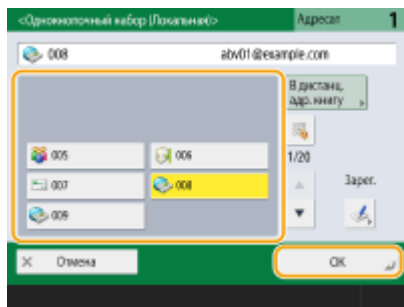 <Однокнопочный набор (Локальная)>
Адресат 1
008 abv01@example.com
В дистанц.
адр. книгу
005 006
1/20
007 008
Зарег.
009
× Отмена
OK